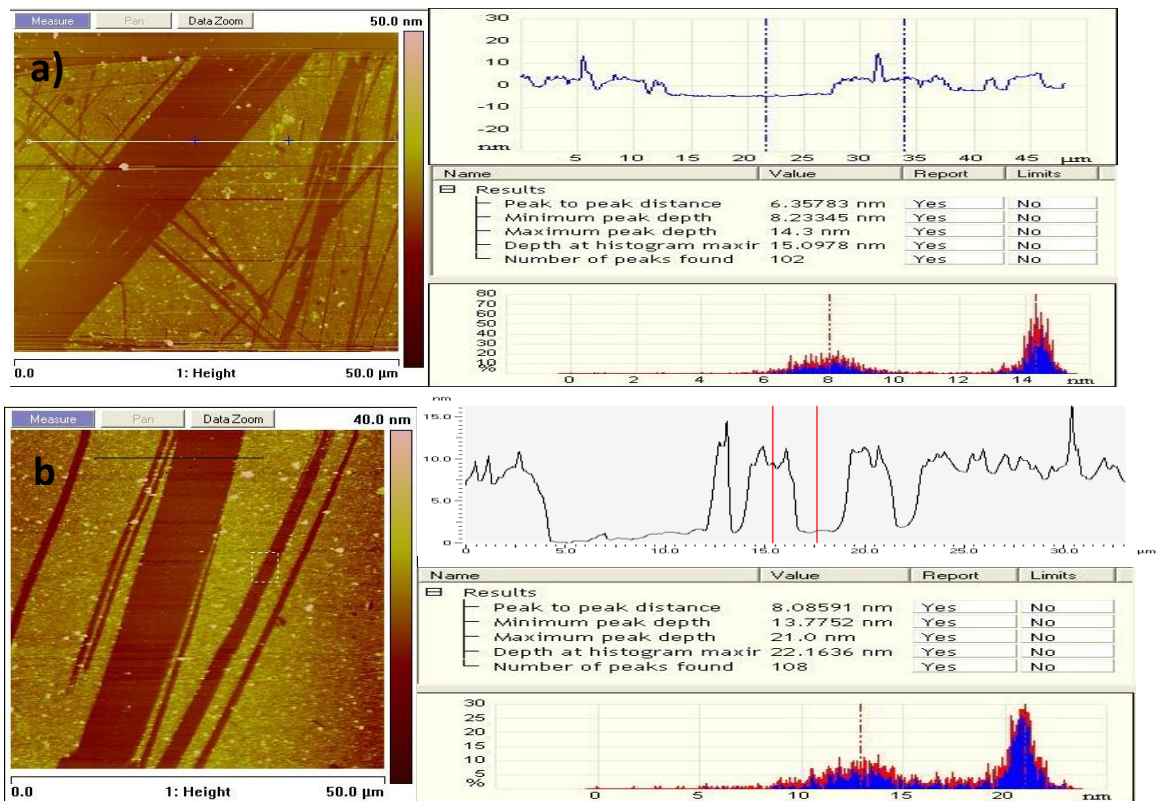 Measure Pan Data Zoom 50.0 nm
a)
0.0 1: Height 50.0 µm
30
20
10
0
-10
-20
nm
5 10 15 20 25 30 35 40 45 µm
Name Value Report Limits
Results
Peak to peak distance 6.35783 nm Yes No
Minimum peak depth 8.23345 nm Yes No
Maximum peak depth 14.3 nm Yes No
Depth at histogram maxir 15.0978 nm Yes No
Number of peaks found 102 Yes No
80
70
60
50
40
30
20
10
%
0 2 4 6 8 10 12 14 nm
Measure Pan Data Zoom 40.0 nm
b
0.0 1: Height 50.0 µm
nm
15.0
10.0
5.0
0
0 5.0 10.0 15.0 20.0 25.0 30.0 µm
Name Value Report Limits
Results
Peak to peak distance 8.08591 nm Yes No
Minimum peak depth 13.7752 nm Yes No
Maximum peak depth 21.0 nm Yes No
Depth at histogram maxir 22.1636 nm Yes No
Number of peaks found 108 Yes No
30
25
20
15
10
5
%
0 5 10 15 20 nm